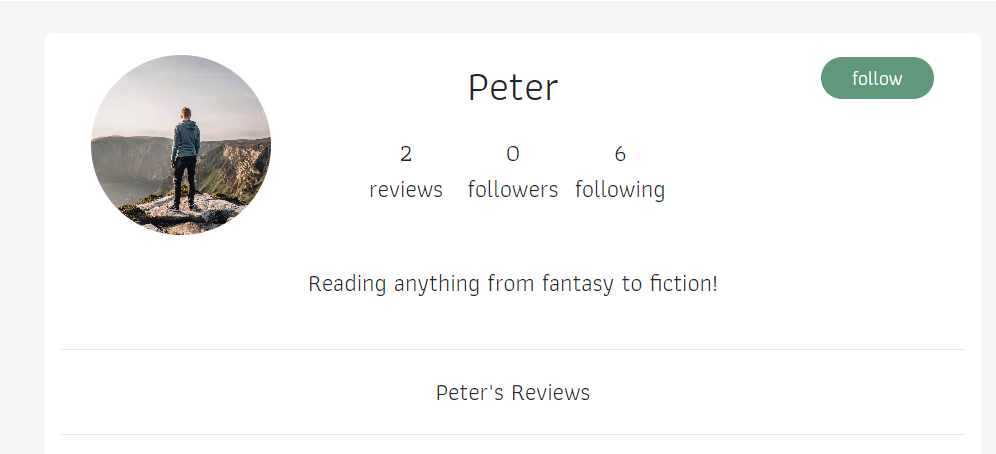 Peter
follow
2 0 6
reviews followers following
Reading anything from fantasy to fiction!
Peter's Reviews